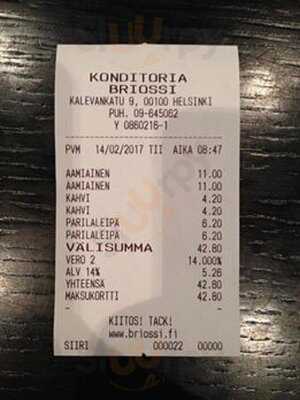 KONDITORIA
BRIOSSI
KALEVANKATU 9, 00100 HELSINKI
PUH. 09-645062
Y 0860216-1
PVM 14/02/2017 TII AIKA 08:47
AAMIAINEN 11.00
AAMIAINEN 11.00
KAHVI 4.20
KAHVI 4.20
PARILALEIPÄ 6.20
PARILALEIPÄ 6.20
VÄLISUMMA 42.80
VERO 2 14.000%
ALV 14% 5.26
YHTEENSÄ 42.80
MAKSUKORTTI 42.80
- -
KIITOS! TACK!
www.briossi.fi
SIIRI 000022 00000